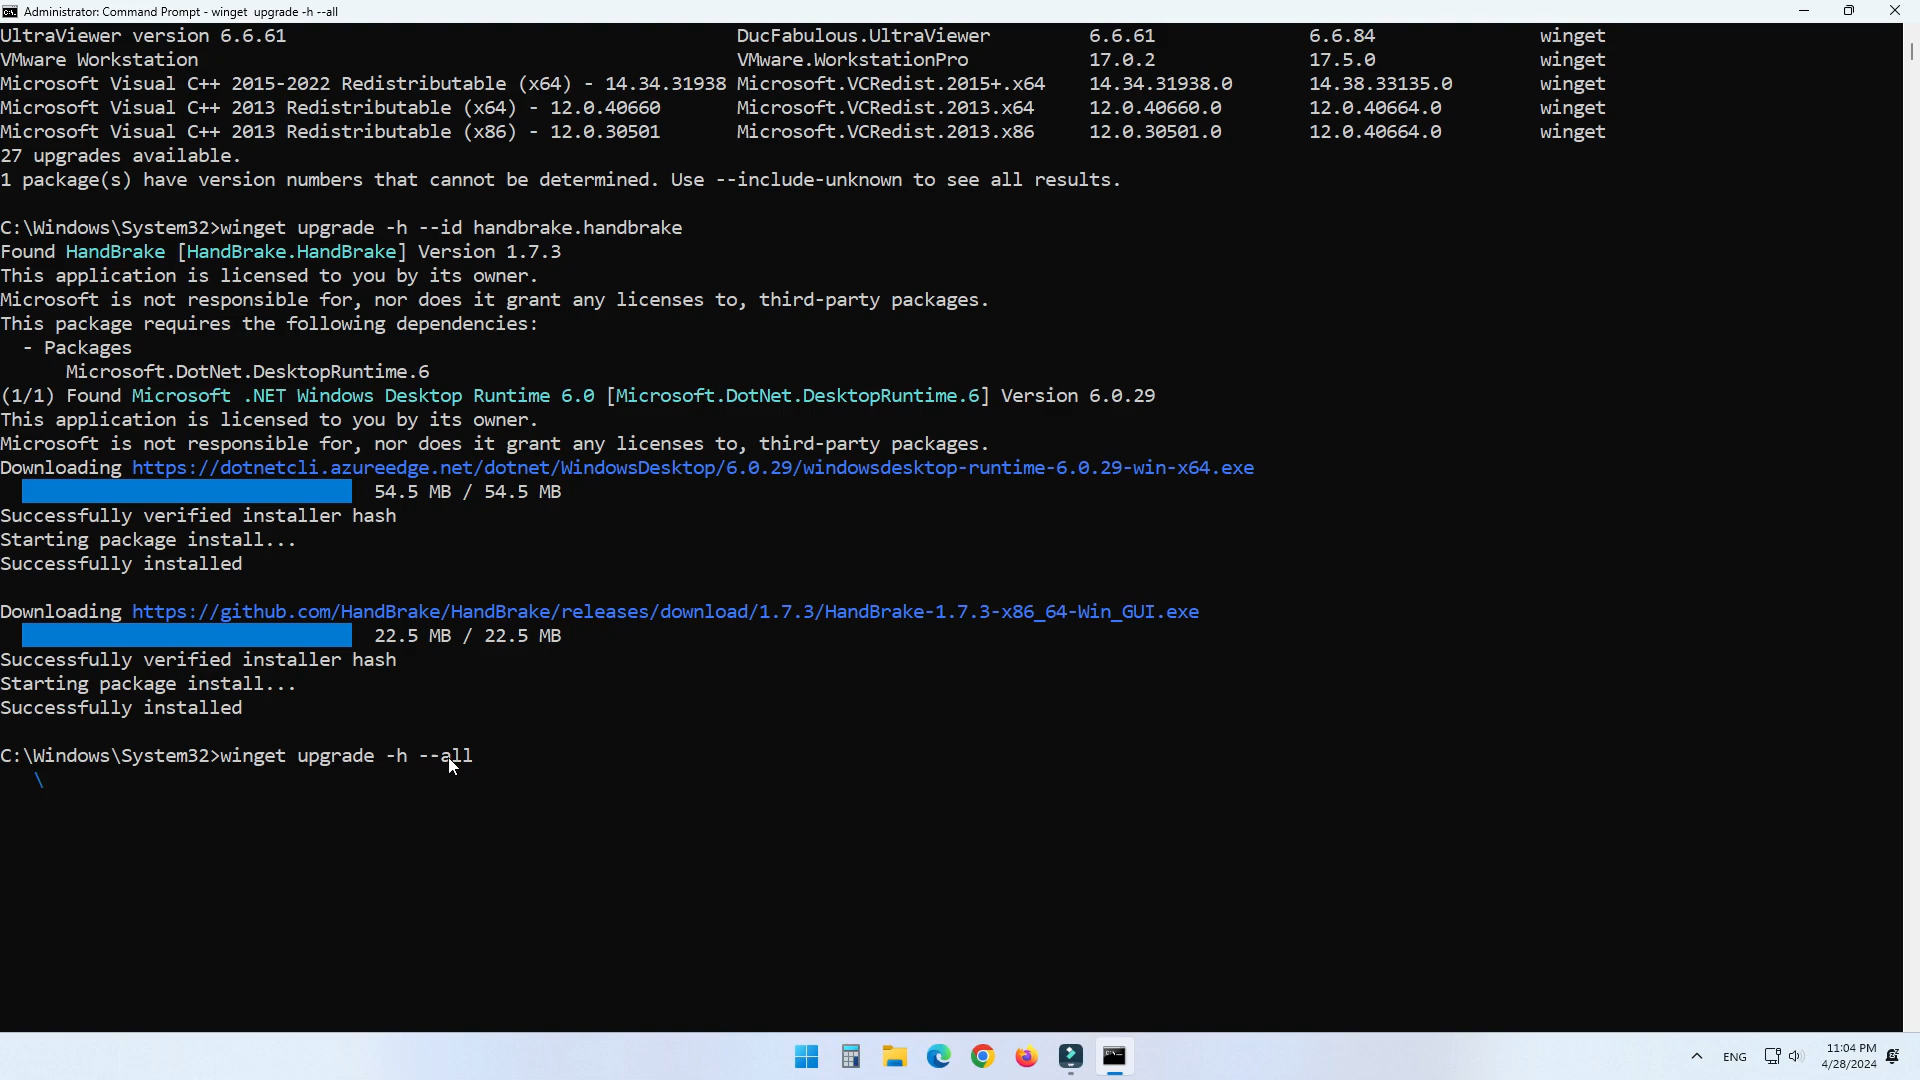 Administrator: Command Prompt - winget  upgrade -h --all
UltraViewer version 6.6.61 DucFabulous.UltraViewer 6.6.61 6.6.84 winget
VMware Workstation VMware.WorkstationPro 17.0.2 17.5.0 winget
Microsoft Visual C++ 2015-2022 Redistributable (x64) - 14.34.31938 Microsoft.VCRedist.2015+.x64 14.34.31938.0 14.38.33135.0 winget
Microsoft Visual C++ 2013 Redistributable (x64) - 12.0.40660 Microsoft.VCRedist.2013.x64 12.0.40660.0 12.0.40664.0 winget
Microsoft Visual C++ 2013 Redistributable (x86) - 12.0.30501 Microsoft.VCRedist.2013.x86 12.0.30501.0 12.0.40664.0 winget
27 upgrades available.
1 package(s) have version numbers that cannot be determined. Use --include-unknown to see all results.
C:\Windows\System32>winget upgrade -h --id handbrake.handbrake
Found HandBrake [HandBrake.HandBrake] Version 1.7.3
This application is licensed to you by its owner.
Microsoft is not responsible for, nor does it grant any licenses to, third-party packages.
This package requires the following dependencies:
- Packages
Microsoft.DotNet.DesktopRuntime.6
(1/1) Found Microsoft .NET Windows Desktop Runtime 6.0 [Microsoft.DotNet.DesktopRuntime.6] Version 6.0.29
This application is licensed to you by its owner.
Microsoft is not responsible for, nor does it grant any licenses to, third-party packages.
Downloading https://dotnetcli.azureedge.net/dotnet/WindowsDesktop/6.0.29/windowsdesktop-runtime-6.0.29-win-x64.exe
54.5 MB / 54.5 MB
Successfully verified installer hash
Starting package install...
Successfully installed
Downloading https://github.com/HandBrake/HandBrake/releases/download/1.7.3/HandBrake-1.7.3-x86_64-Win_GUI.exe
22.5 MB / 22.5 MB
Successfully verified installer hash
Starting package install...
Successfully installed
C:\Windows\System32>winget upgrade -h --all
\
ENG
11:04 PM
4/28/2024